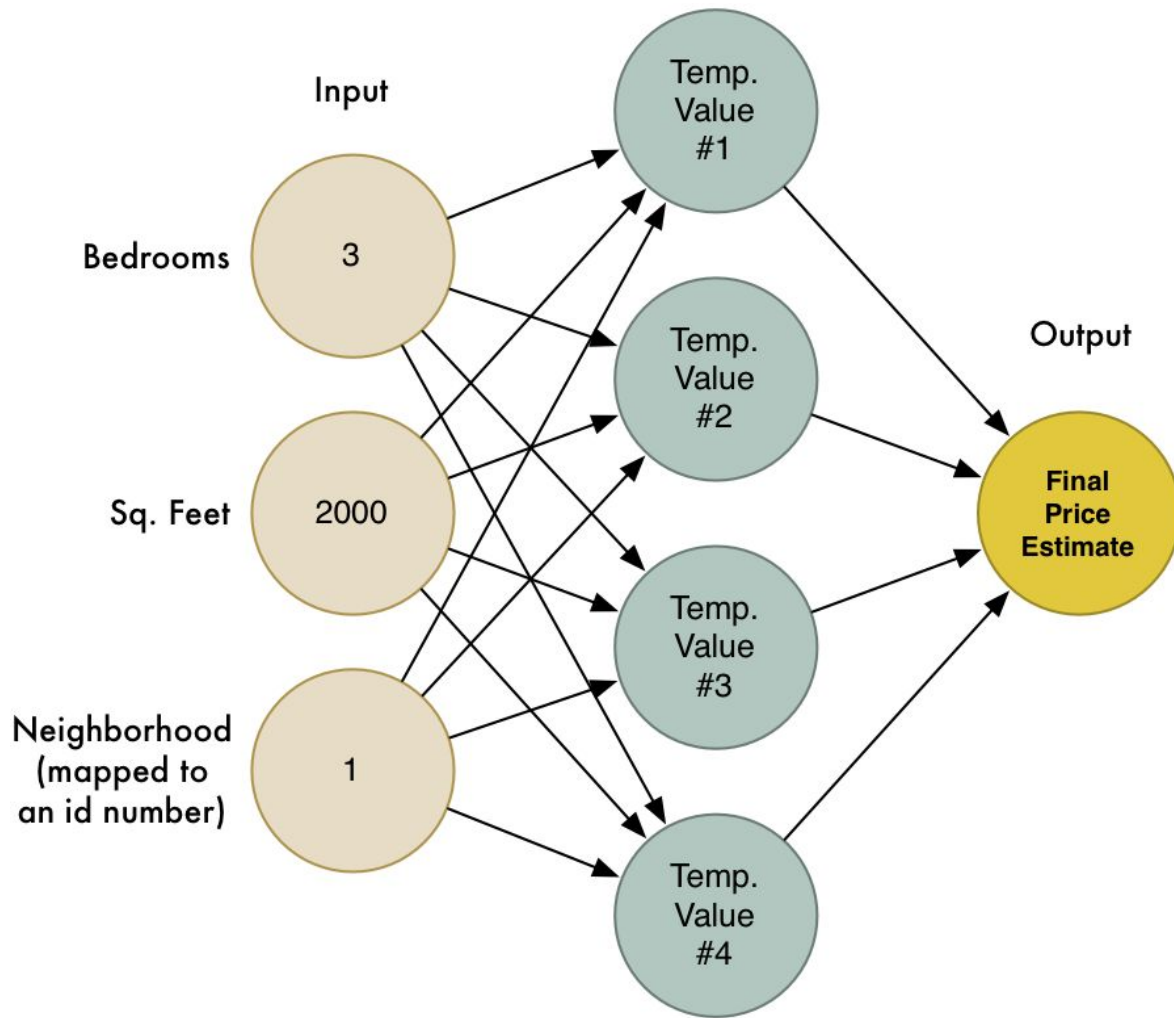 Input
Bedrooms
3
Sq. Feet
2000
Neighborhood
(mapped to
an id number)
1
Temp.
Value
#1
Temp.
Value
#2
Temp.
Value
#3
Temp.
Value
#4
Output
Final
Price
Estimate